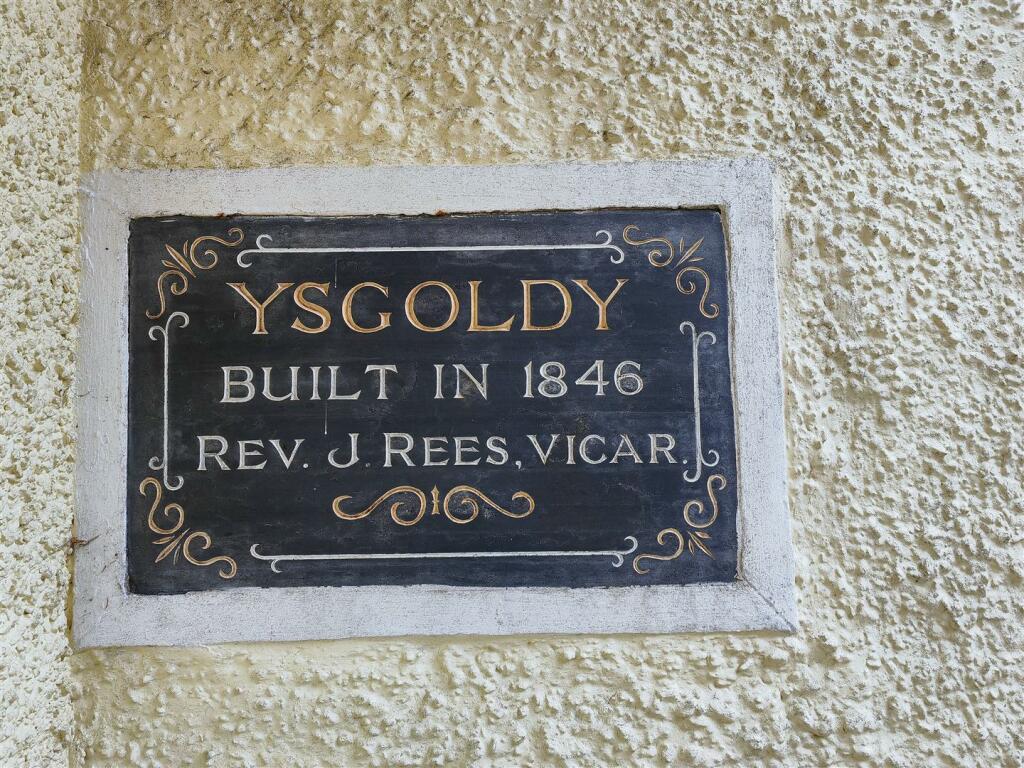 YSGOLDY
BUILT IN 1846
REV. J. REES, VICAR.